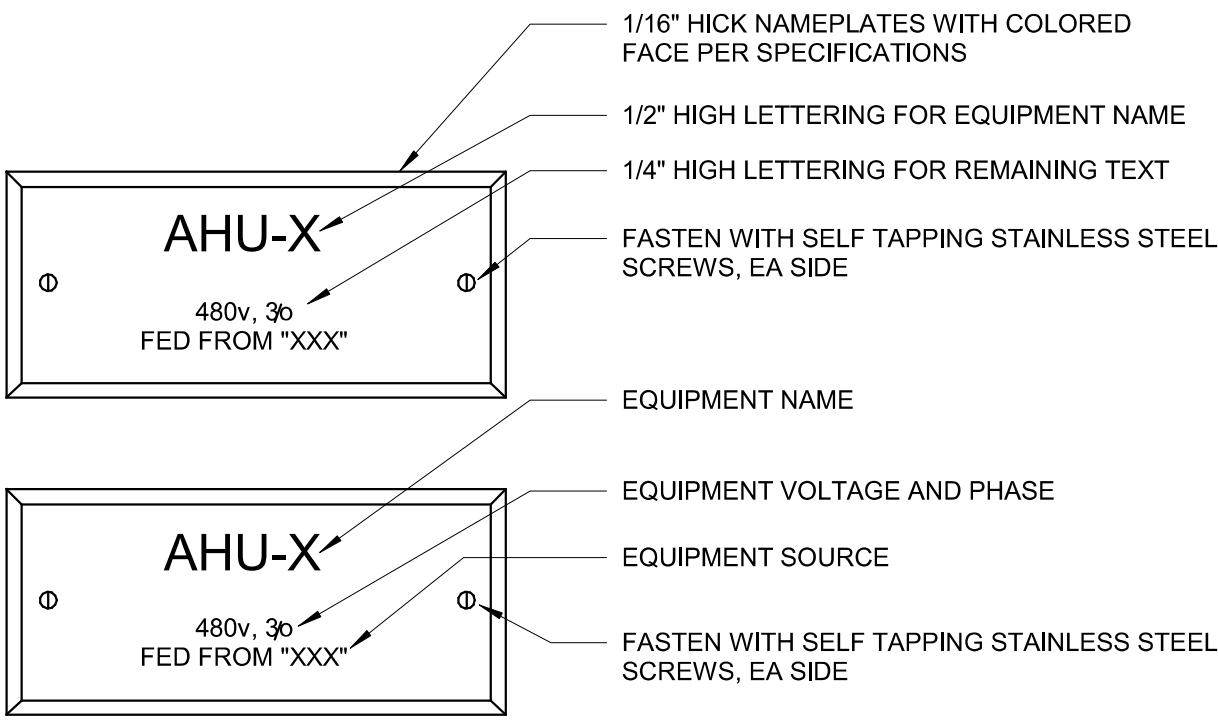 1/16" HICK NAMEPLATES WITH COLORED
FACE PER SPECIFICATIONS
1/2" HIGH LETTERING FOR EQUIPMENT NAME
1/4" HIGH LETTERING FOR REMAINING TEXT
FASTEN WITH SELF TAPPING STAINLESS STEEL
SCREWS, EA SIDE
AHU-X
480v, 3/o
FED FROM "XXX"
EQUIPMENT NAME
EQUIPMENT VOLTAGE AND PHASE
EQUIPMENT SOURCE
FASTEN WITH SELF TAPPING STAINLESS STEEL
SCREWS, EA SIDE
AHU-X
480v, 3/o
FED FROM "XXX"